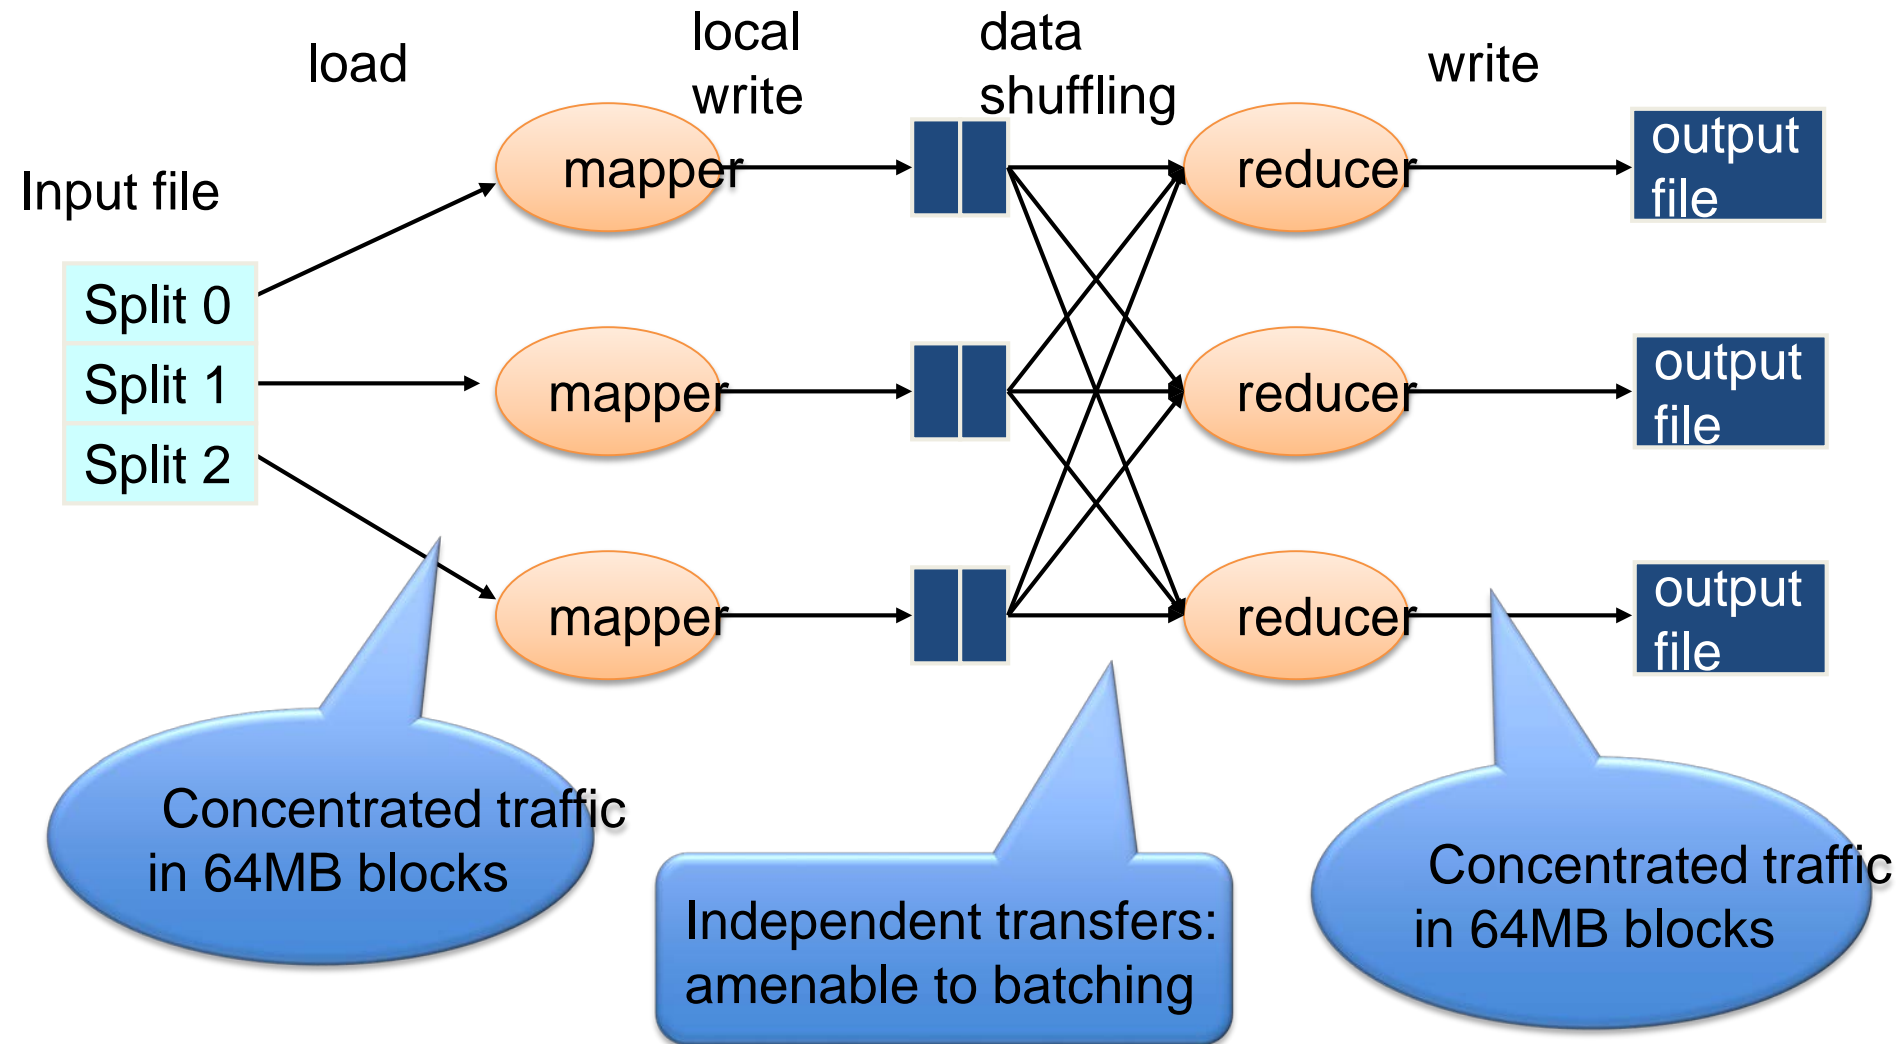 load
local
write
data
shuffling
write
Input file
Split 0
Split 1
Split 2
mapper
reducer
output
file
mapper
reducer
output
file
mapper
reducer
output
file
Concentrated traffic
in 64MB blocks
Independent transfers:
amenable to batching
Concentrated traffic
in 64MB blocks